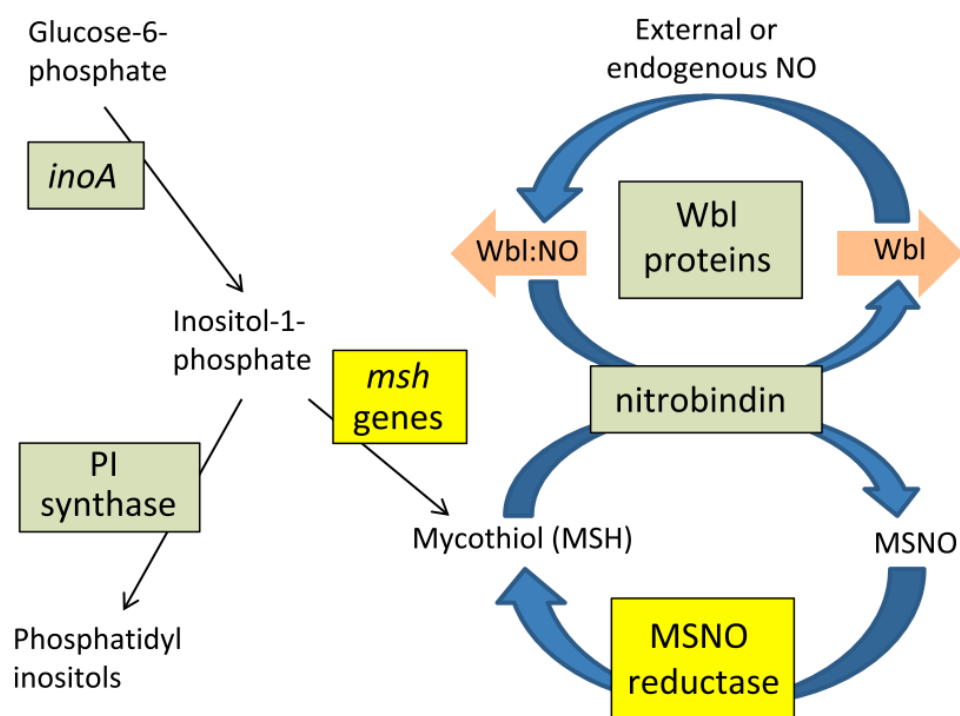 Glucose-6-
phosphate
inoA
Inositol-1-
phosphate
msh
genes
PI
synthase
Phosphatidyl
inositols
Mycothiol (MSH)
External or
endogenous NO
Wbl
proteins
Wbl:NO
Wbl
nitrobindin
MSNO
MSNO
reductase